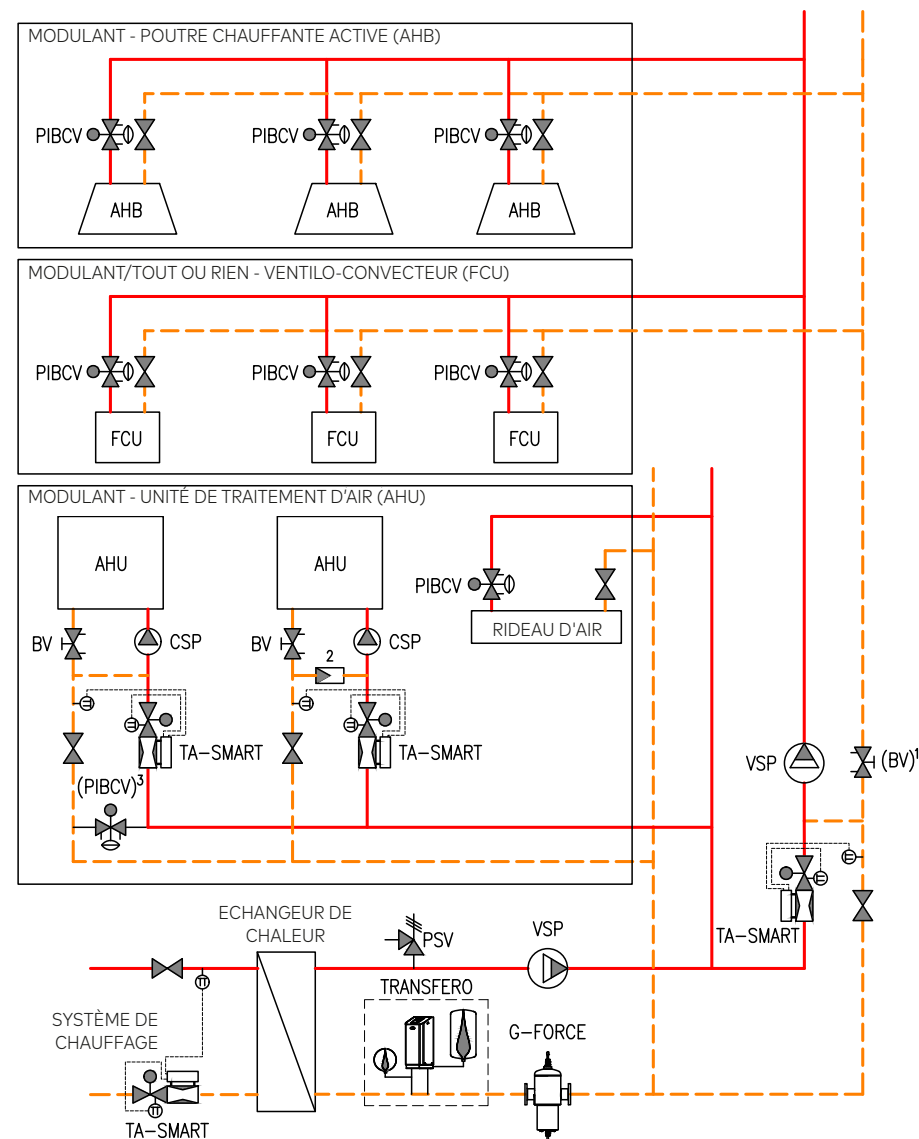 MODULANT - POUTRE CHAUFFANTE ACTIVE (AHB)
PIBCV
PIBCV
PIBCV
AHB
AHB
AHB
MODULANT/TOUT OU RIEN - VENTILO-CONVECTEUR (FCU)
PIBCV
PIBCV
PIBCV
FCU
FCU
FCU
MODULANT - UNITÉ DE TRAITEMENT D'AIR (AHU)
AHU
AHU
PIBCV
RIDEAU D'AIR
BV
CSP
BV
CSP
2
TA-SMART
TA-SMART
(PIBCV)³
VSP
(BV)¹
TA-SMART
ECHANGEUR DE
CHALEUR
PSV
VSP
TRANSFERO
G-FORCE
SYSTÈME DE
CHAUFFAGE
TA-SMART